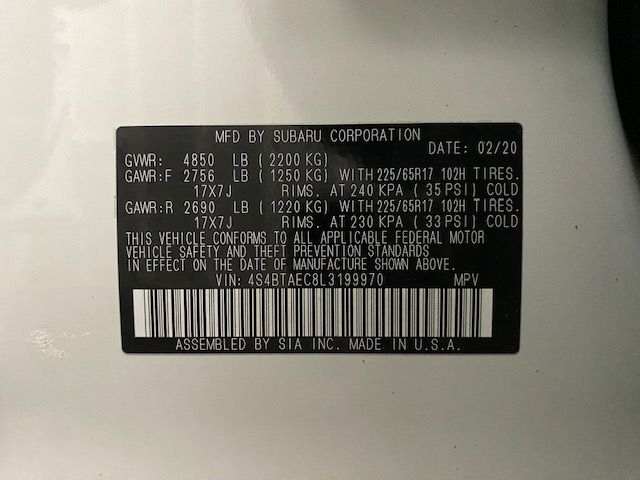 MFD BY SUBARU CORPORATION
DATE: 02/20
GVWR: 4850 LB (2200 KG)
GAWR:F 2756 LB (1250 KG) WITH 225/65R17 102H TIRES.
17X7J RIMS. AT 240 KPA (35 PSI) COLD
GAWR:R 2690 LB (1220 KG) WITH 225/65R17 102H TIRES.
17X7J RIMS. AT 230 KPA (33 PSI) COLD
THIS VEHICLE CONFORMS TO ALL APPLICABLE FEDERAL MOTOR
VEHICLE SAFETY AND THEFT PREVENTION STANDARDS
IN EFFECT ON THE DATE OF MANUFACTURE SHOWN ABOVE.
VIN: 4S4BTAEC8L3199970 MPV
ASSEMBLED BY SIA INC. MADE IN U.S.A.